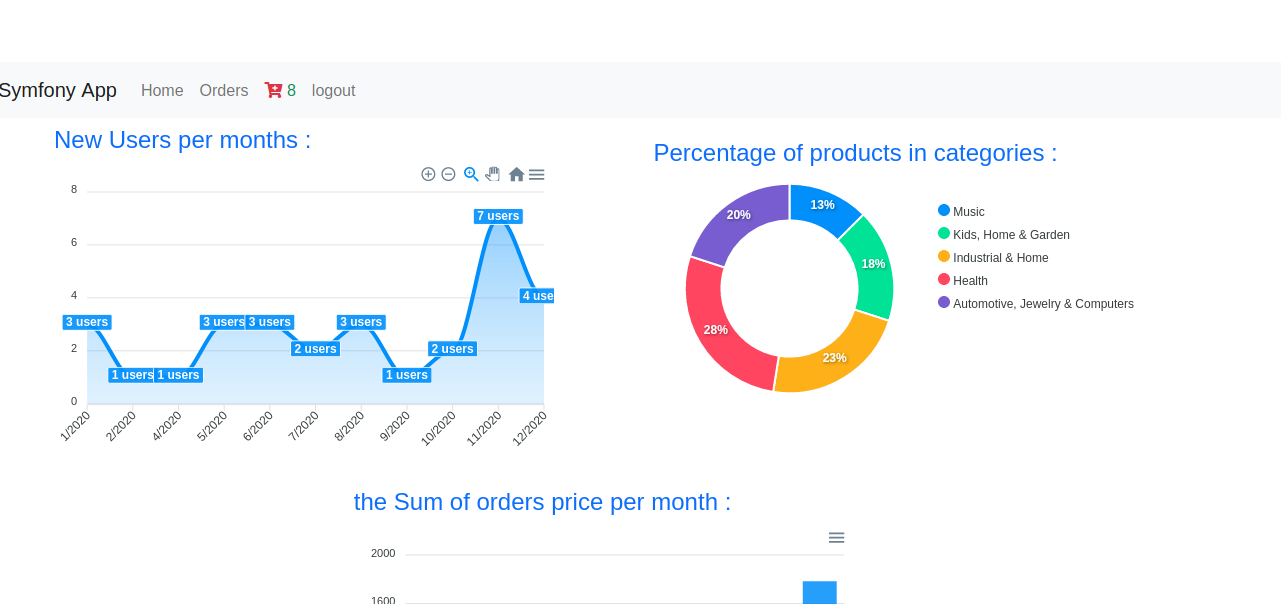 Symfony App Home Orders 8 logout
New Users per months :
8
6
4
2
0
7 users
4 use
3 users
3 users
3 users
3 users
2 users
2 users
1 users
1 users
1 users
1/2020
2/2020
4/2020
5/2020
6/2020
7/2020
8/2020
9/2020
10/2020
11/2020
12/2020
Percentage of products in categories :
13%
18%
23%
28%
20%
Music
Kids, Home & Garden
Industrial & Home
Health
Automotive, Jewelry & Computers
the Sum of orders price per month :
2000
1600